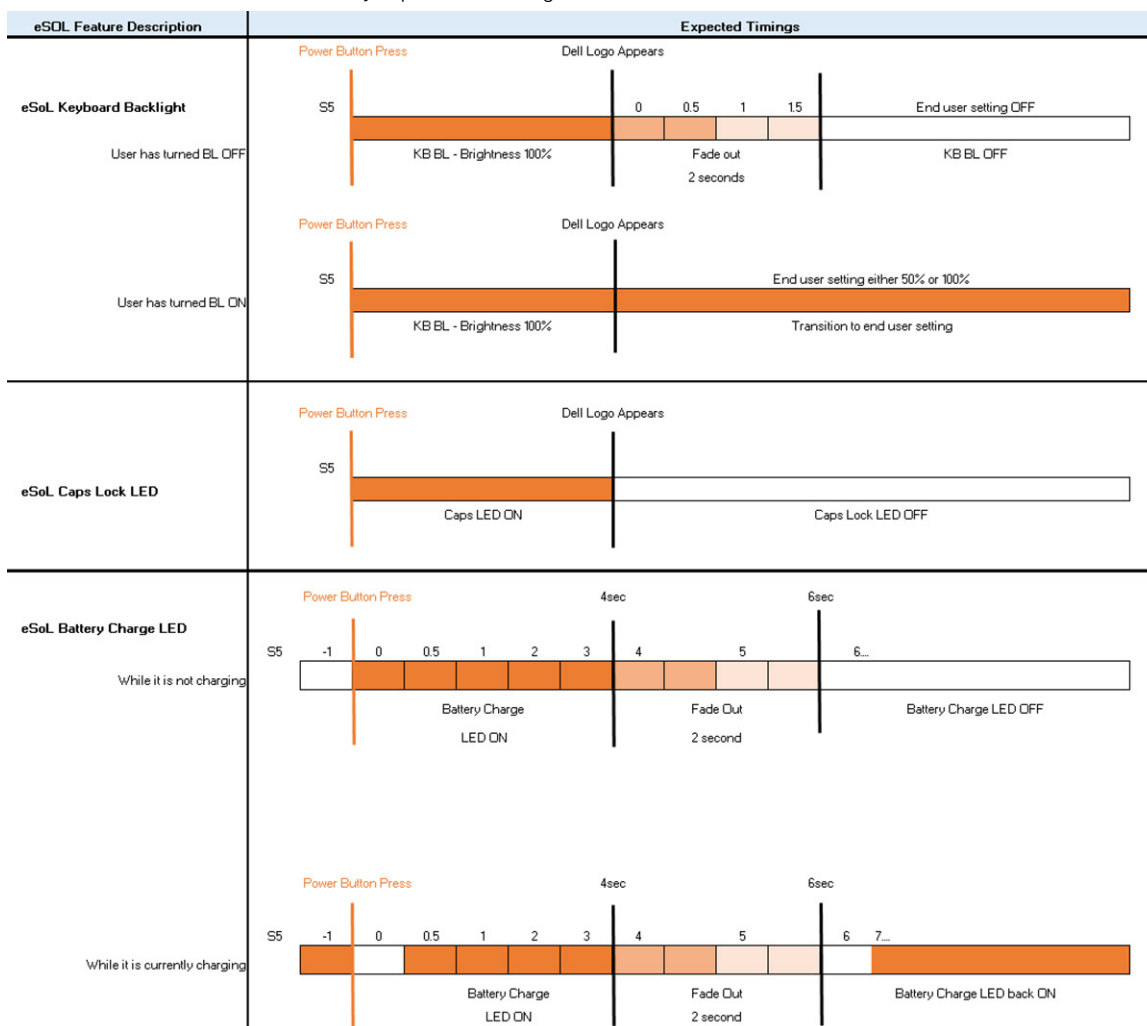 eSOL Feature Description Expected Timings
Power Button Press Dell Logo Appears
eSoL Keyboard Backlight S5 0 0.5 1 1.5 End user setting OFF
User has turned BL OFF KB BL - Brightness 100% Fade out KB BL OFF
2 seconds
Power Button Press Dell Logo Appears
S5 End user setting either 50% or 100%
User has turned BL ON
KB BL - Brightness 100% Transition to end user setting
Power Button Press Dell Logo Appears
S5
eSoL Caps Lock LED
Caps LED ON Caps Lock LED OFF
Power Button Press 4sec 6sec
eSoL Battery Charge LED
S5 -1 0 0.5 1 2 3 4 5 6...
While it is not charging
Battery Charge Fade Out Battery Charge LED OFF
LED ON 2 second
Power Button Press 4sec 6sec
S5 -1 0 0.5 1 2 3 4 5 6 7...
While it is currently charging
Battery Charge Fade Out Battery Charge LED back ON
LED ON 2 second